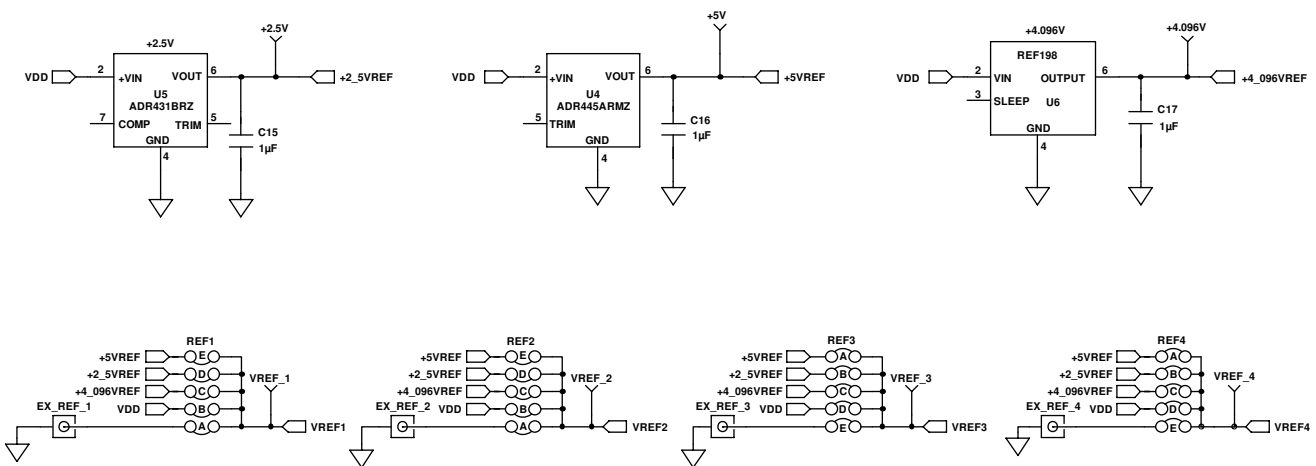 +2.5V
+2.5V
VDD
2
+VIN
VOUT
6
+2_5VREF
U5
ADR431BRZ
7
COMP
TRIM
5
GND
4
C15
1µF
+5V
VDD
2
+VIN
VOUT
6
+5VREF
U4
ADR445ARMZ
5
TRIM
GND
4
C16
1µF
+4.096V
+4.096V
REF198
VDD
2
VIN
OUTPUT
6
+4_096VREF
3
SLEEP
U6
GND
4
C17
1µF
REF1
+5VREF
E
+2_5VREF
D
+4_096VREF
C
VREF_1
VDD
B
EX_REF_1
A
VREF1
REF2
+5VREF
E
+2_5VREF
D
+4_096VREF
C
VREF_2
VDD
B
EX_REF_2
A
VREF2
REF3
+5VREF
A
+2_5VREF
B
+4_096VREF
C
VREF_3
VDD
D
EX_REF_3
E
VREF3
REF4
+5VREF
A
+2_5VREF
B
+4_096VREF
C
VREF_4
VDD
D
EX_REF_4
E
VREF4